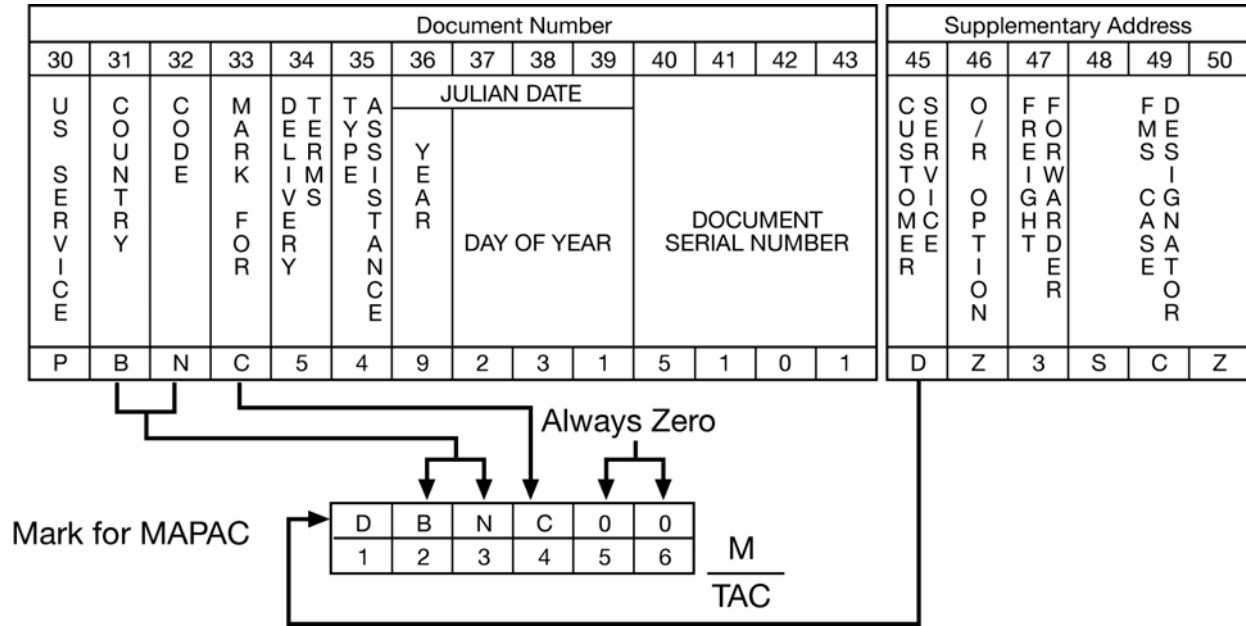 Document Number
Supplementary Address
30 31 32 33 34 35 36 37 38 39 40 41 42 43 45 46 47 48 49 50
US SERVICE
COUNTRY
CODE
MARK FOR
DELIVERY
TERMS
TYPE
ASSISTANCE
JULIAN DATE
YEAR
DAY OF YEAR
DOCUMENT
SERIAL NUMBER
CUSTOMER
SERVICE
O/R OPTION
FREIGHT
FORWARDER
FMS CASE
DESIGNATOR
P B N C 5 4 9 2 3 1 5 1 0 1 D Z 3 S C Z
Always Zero
Mark for MAPAC
D B N C 0 0
1 2 3 4 5 6
M
TAC